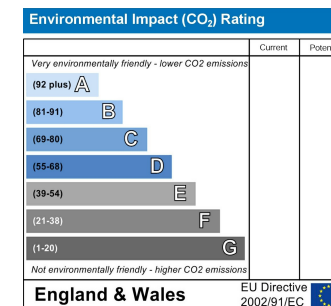 Environmental Impact (CO₂) Rating
Current Poten
Very environmentally friendly - lower CO2 emissions
(92 plus) A
(81-91) B
(69-80) C
(55-68) D
(39-54) E
(21-38) F
(1-20) G
Not environmentally friendly - higher CO2 emissions
England & Wales
EU Directive
2002/91/EC